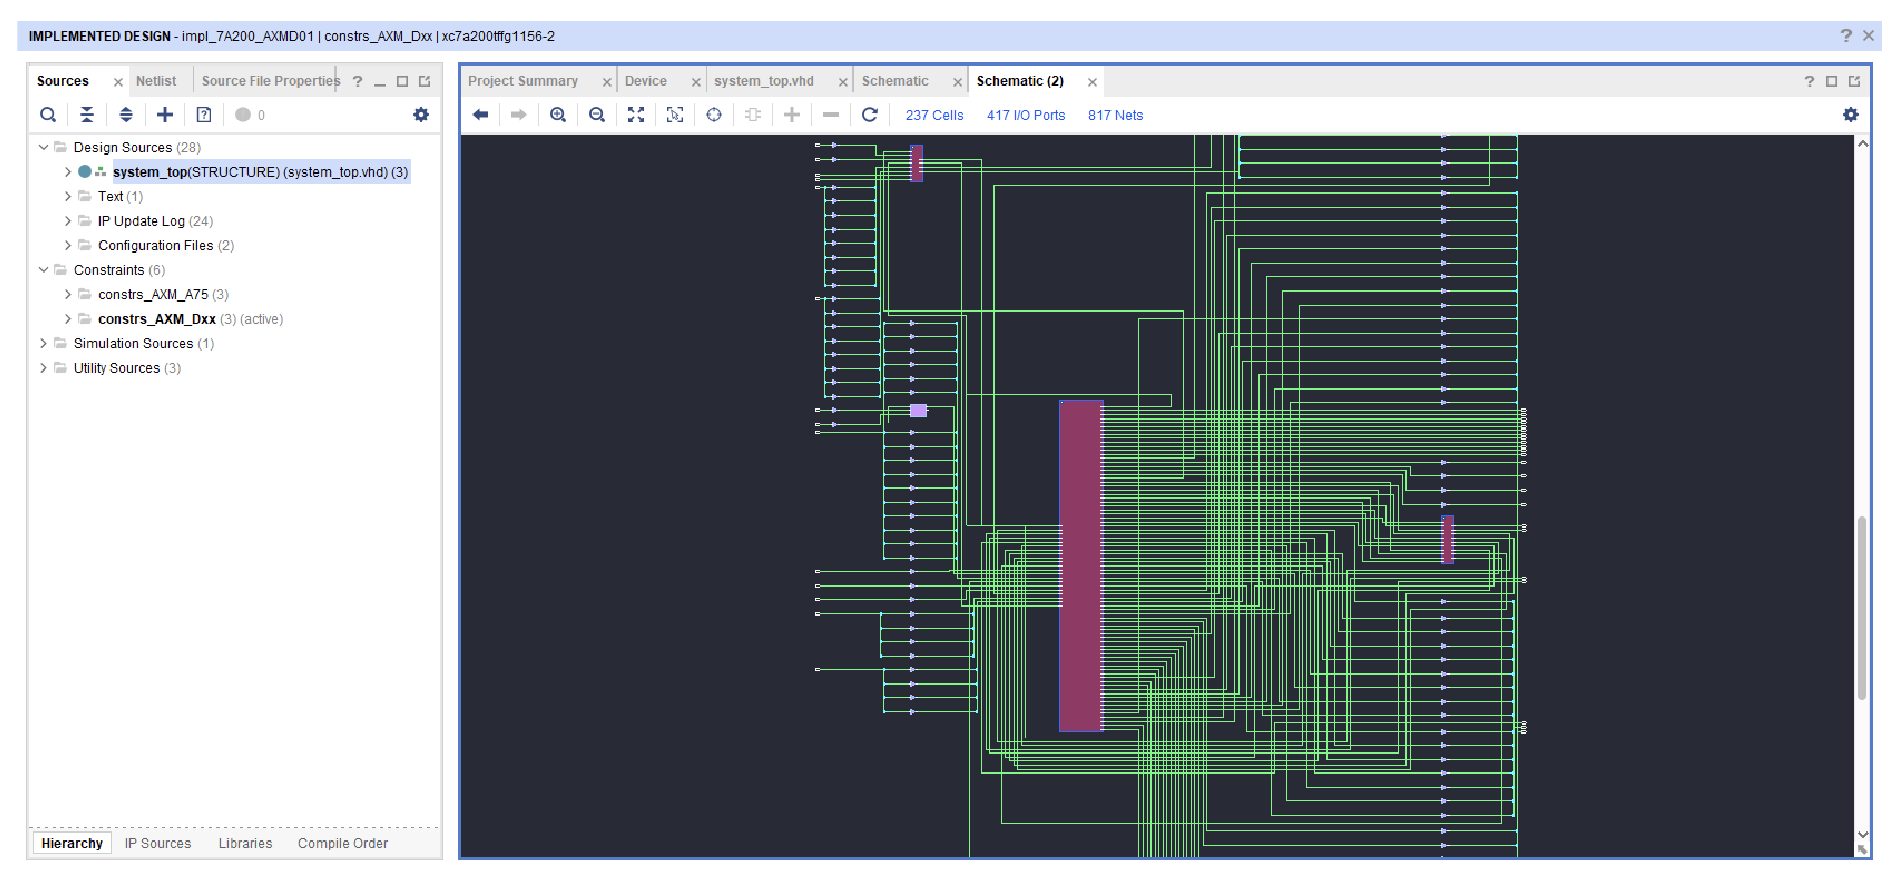 IMPLEMENTED DESIGN - impl_7A200_AXMD01 | constrs_AXM_Dxx | xc7a200tffg1156-2
Sources
Netlist
Source File Properties
Project Summary
Device
system_top.vhd
Schematic
Schematic (2)
0
237 Cells
417 I/O Ports
817 Nets
Design Sources (28)
system_top(STRUCTURE) (system_top.vhd) (3)
Text (1)
IP Update Log (24)
Configuration Files (2)
Constraints (6)
constrs_AXM_A75 (3)
constrs_AXM_Dxx (3) (active)
Simulation Sources (1)
Utility Sources (3)
Hierarchy
IP Sources
Libraries
Compile Order